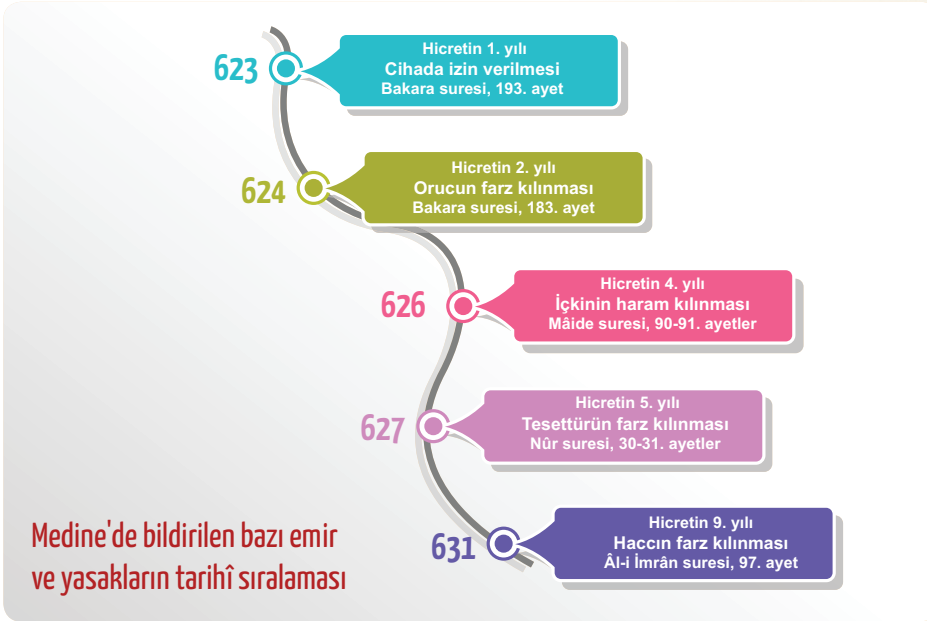 623
Hicretin 1. yılı
Cihada izin verilmesi
Bakara suresi, 193. ayet
624
Hicretin 2. yılı
Orucun farz kılınması
Bakara suresi, 183. ayet
626
Hicretin 4. yılı
İçkinin haram kılınması
Mâide suresi, 90-91. ayetler
627
Hicretin 5. yılı
Tesettürün farz kılınması
Nûr suresi, 30-31. ayetler
631
Hicretin 9. yılı
Haccın farz kılınması
Âl-i İmrân suresi, 97. ayet
Medine'de bildirilen bazı emir
ve yasakların tarihî sıralaması